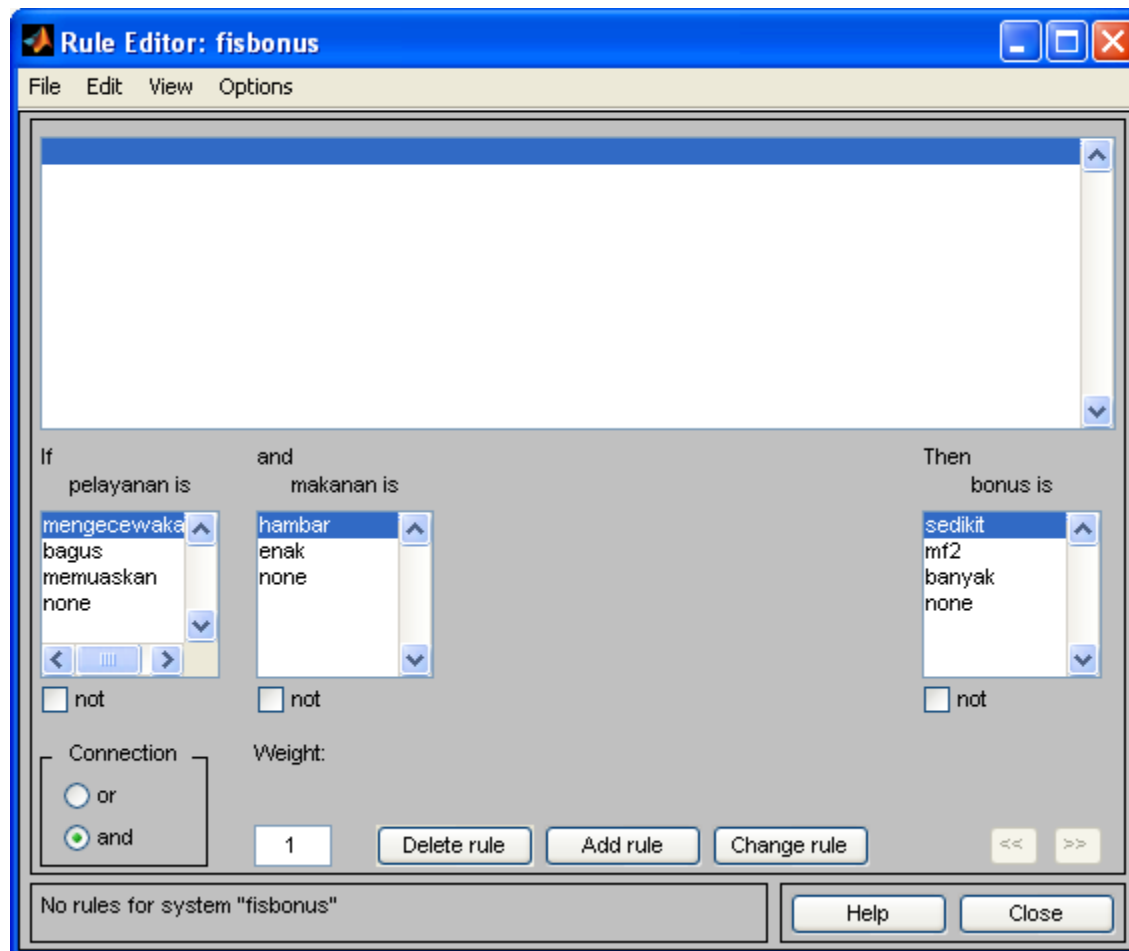 Rule Editor: fisbonus
File Edit View Options
If and Then
pelayanan is makanan is bonus is
mengecewaka hambar sedikit
bagus enak mf2
memuaskan none banyak
none none
not not not
Connection Weight:
or
and 1 Delete rule Add rule Change rule << >>
No rules for system "fisbonus" Help Close